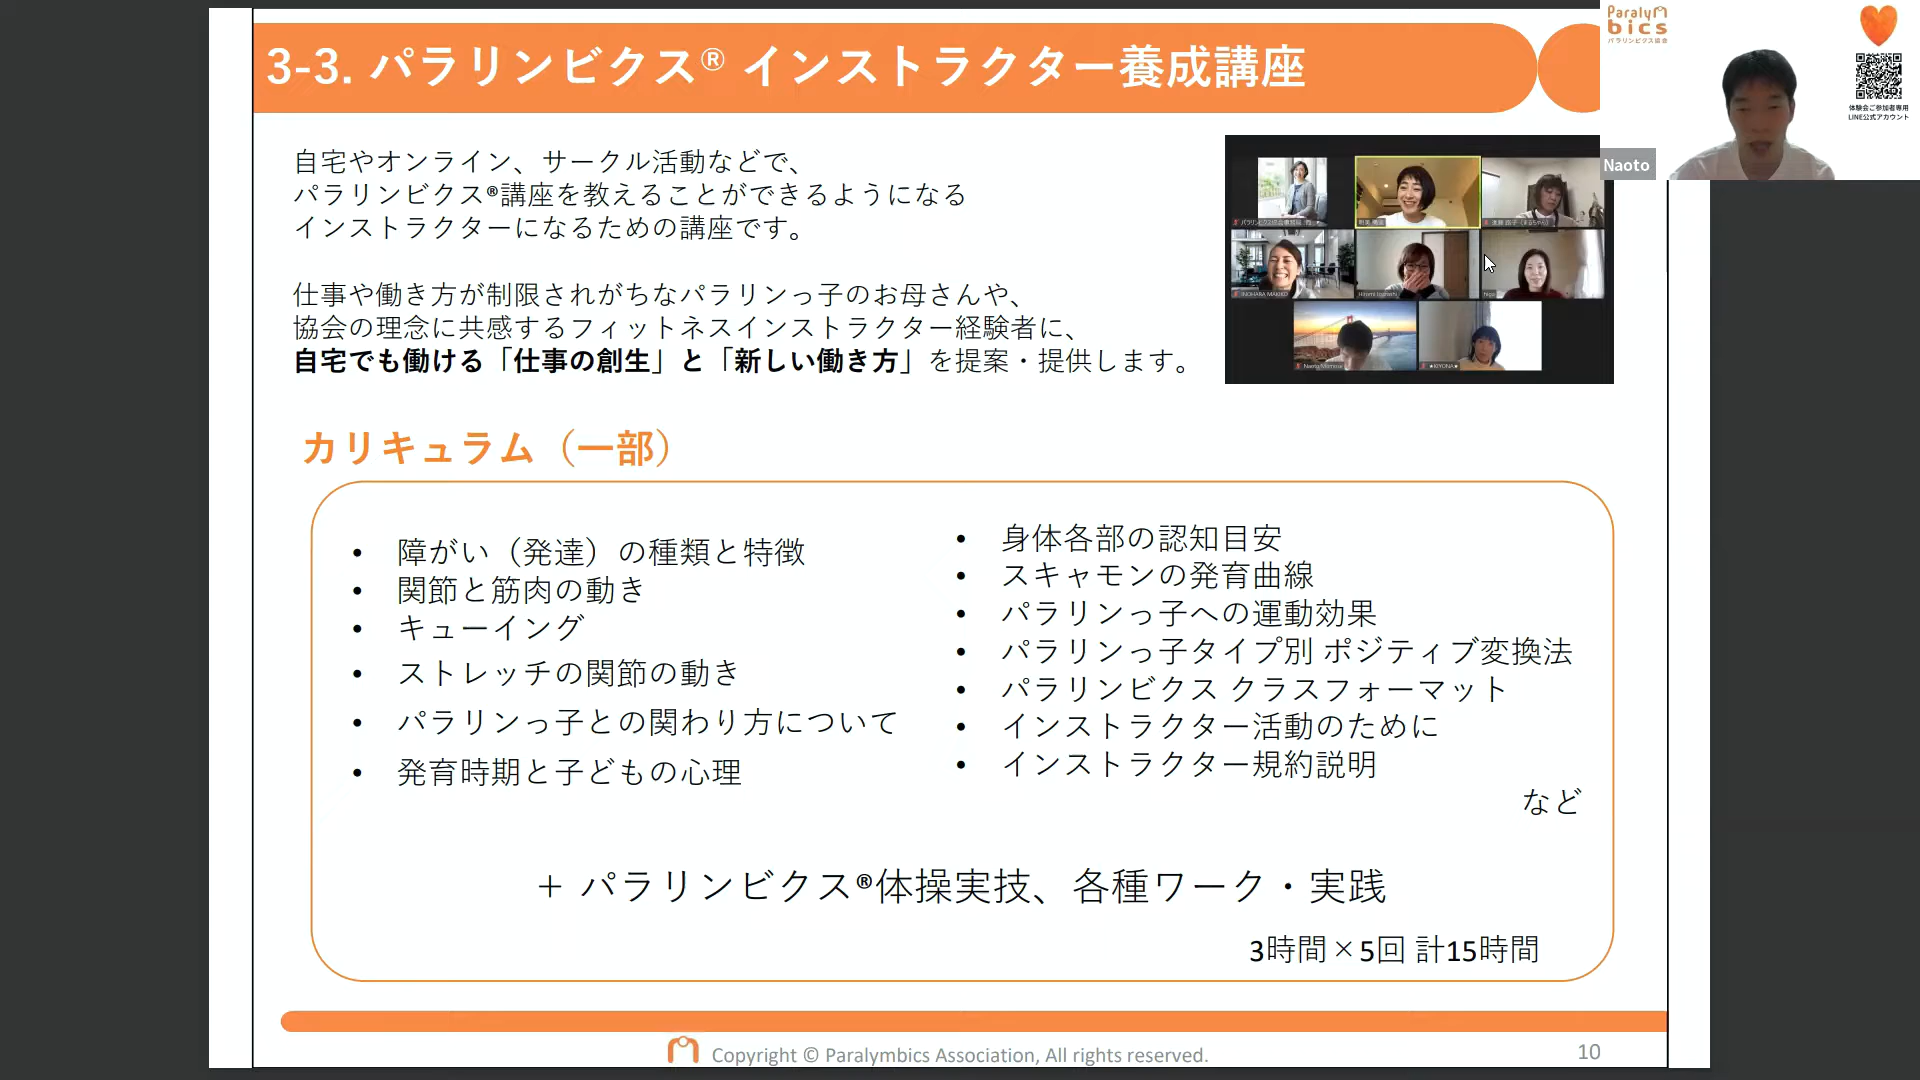 3-3. パラリンビクス® インストラクター養成講座
Paralym
bics
パラリンビクス協会
体験会ご参加者専用
LINE公式アカウント
Naoto
自宅やオンライン、サークル活動などで、
パラリンビクス®講座を教えることができるようになる
インストラクターになるための講座です。
仕事や働き方が制限されがちなパラリンっ子のお母さんや、
協会の理念に共感するフィットネスインストラクター経験者に、
自宅でも働ける「仕事の創生」と「新しい働き方」を提案・提供します。
INOHARA MAKIKO
★KIYONA★
カリキュラム（一部）
• 障がい（発達）の種類と特徴
• 関節と筋肉の動き
• キューイング
• ストレッチの関節の動き
• パラリンっ子との関わり方について
• 発育時期と子どもの心理
• 身体各部の認知目安
• スキャモンの発育曲線
• パラリンっ子への運動効果
• パラリンっ子タイプ別 ポジティブ変換法
• パラリンビクス クラスフォーマット
• インストラクター活動のために
• インストラクター規約説明
など
＋ パラリンビクス®体操実技、各種ワーク・実践
3時間×5回 計15時間
Copyright © Paralymbics Association, All rights reserved.
10